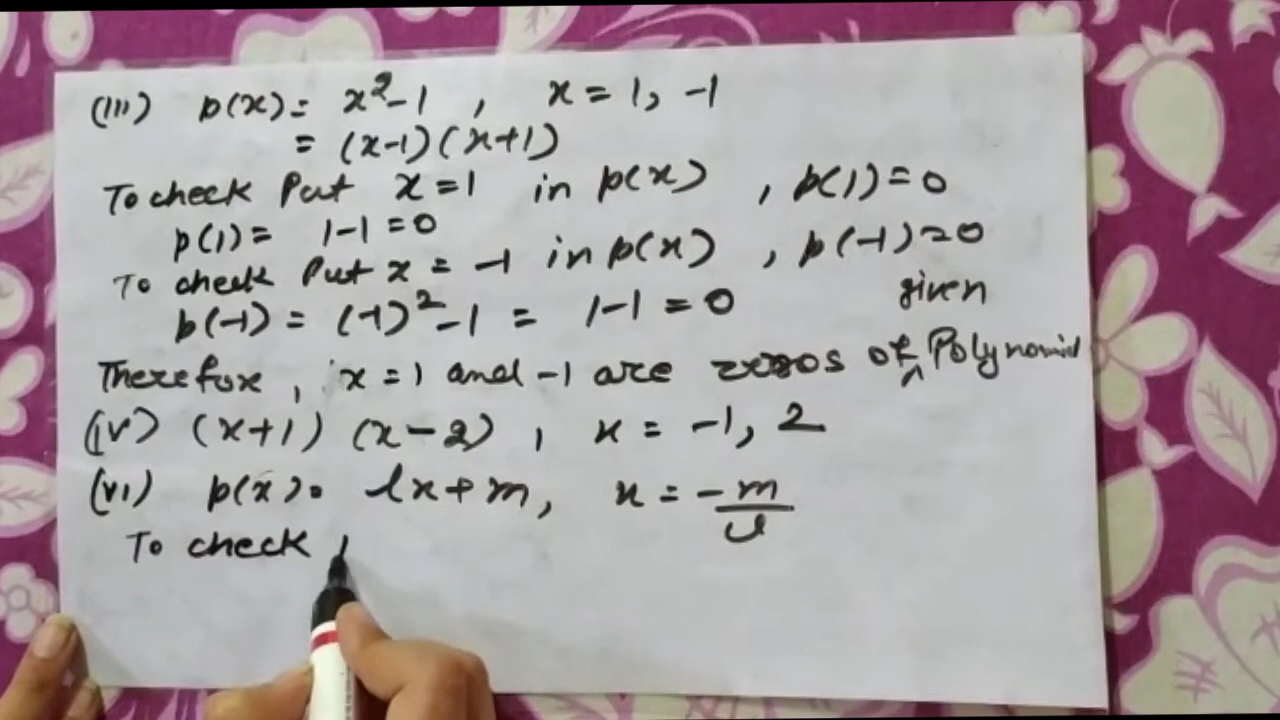 (iii) p(x) = x²-1 , x = 1, -1
= (x-1)(x+1)
To check Put x = 1 in p(x) , p(1) = 0
p(1) = 1-1 = 0
To check Put x = -1 in p(x) , p(-1) = 0
p(-1) = (-1)²-1 = 1-1 = 0
given
Therefore, x = 1 and -1 are zeros of ^ Polynomial
(iv) (x+1) (x-2) , x = -1, 2
(vi) p(x) = lx+m, x = -m/l
To check